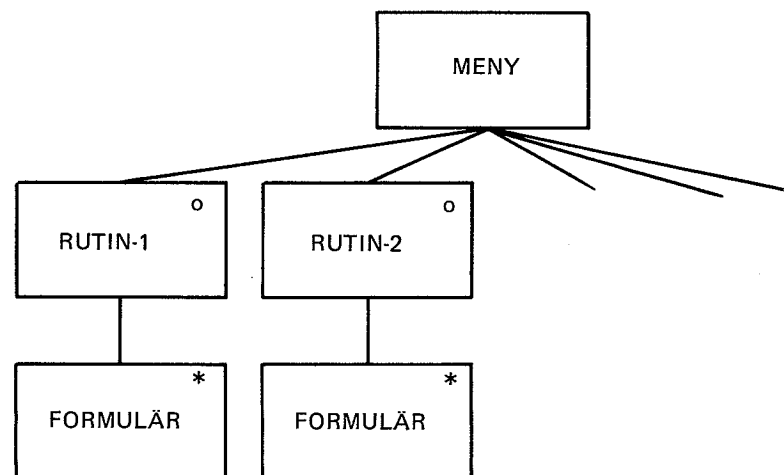 MENY
o
o
RUTIN-1
RUTIN-2
*
*
FORMULÄR
FORMULÄR